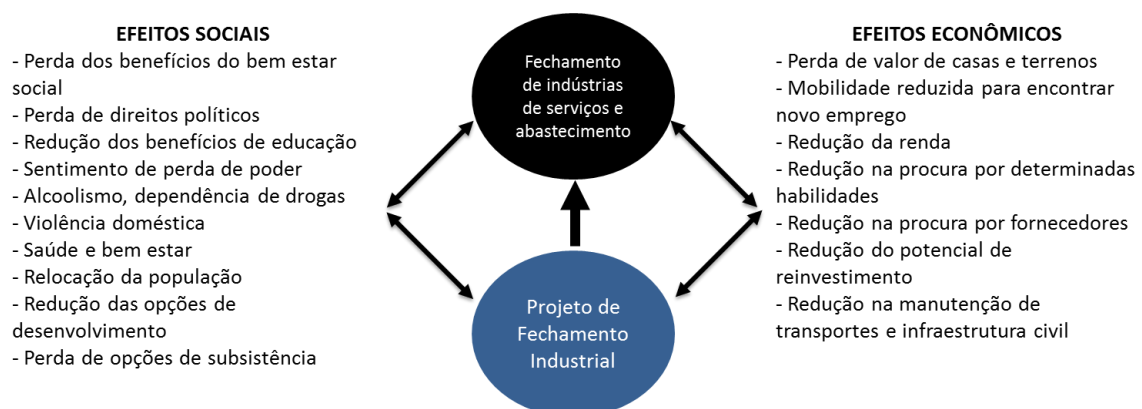 EFEITOS SOCIAIS
- Perda dos benefícios do bem estar
social
- Perda de direitos políticos
- Redução dos benefícios de educação
- Sentimento de perda de poder
- Alcoolismo, dependência de drogas
- Violência doméstica
- Saúde e bem estar
- Relocação da população
- Redução das opções de
desenvolvimento
- Perda de opções de subsistência
Fechamento
de indústrias
de serviços e
abastecimento
Projeto de
Fechamento
Industrial
EFEITOS ECONÔMICOS
- Perda de valor de casas e terrenos
- Mobilidade reduzida para encontrar
novo emprego
- Redução da renda
- Redução na procura por determinadas
habilidades
- Redução na procura por fornecedores
- Redução do potencial de
reinvestimento
- Redução na manutenção de
transportes e infraestrutura civil